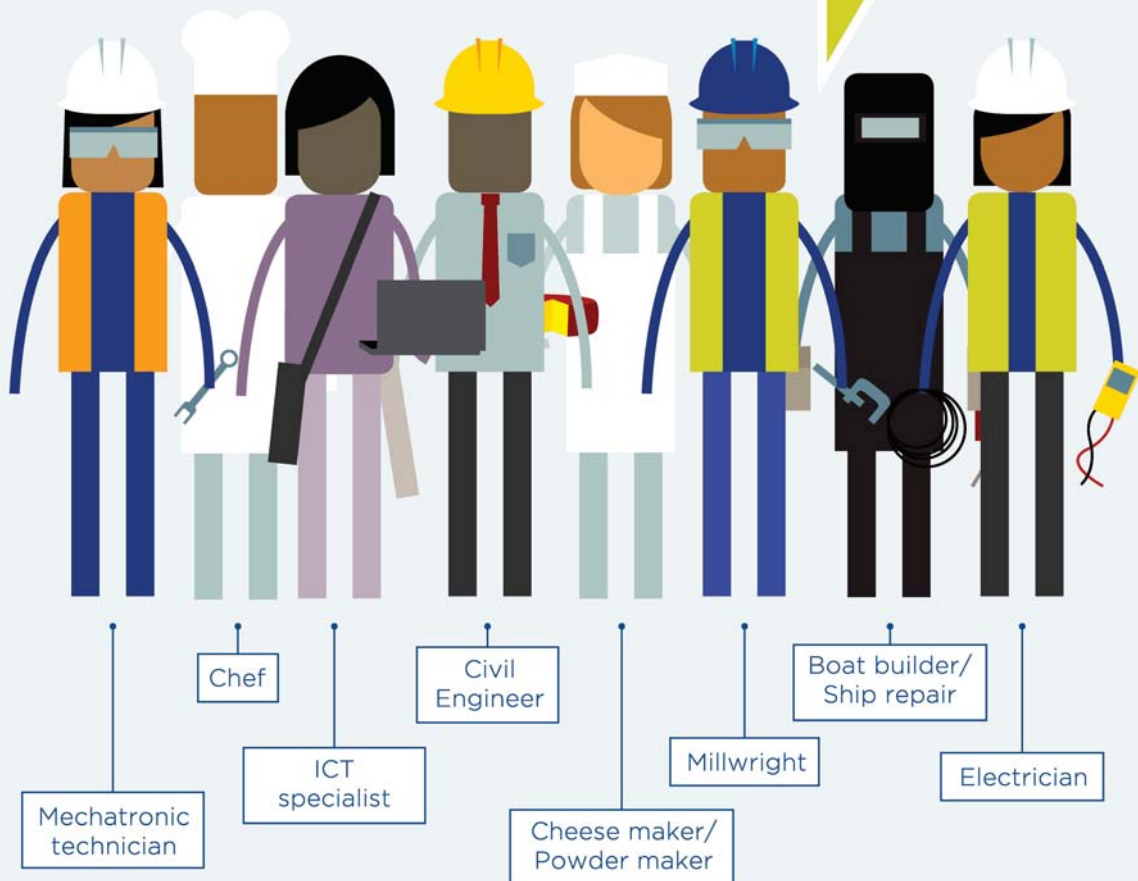 Mechatronic
technician
Chef
ICT
specialist
Civil
Engineer
Cheese maker/
Powder maker
Millwright
Boat builder/
Ship repair
Electrician